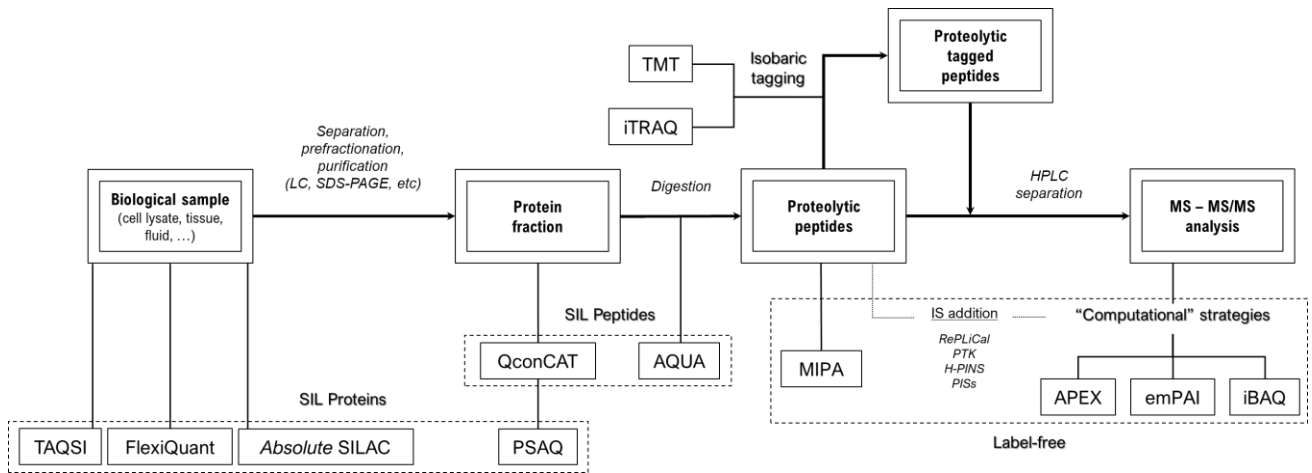 TMT
iTRAQ
Isobaric
tagging
Proteolytic
tagged
peptides
Separation,
prefractionation,
purification
(LC, SDS-PAGE, etc)
Biological sample
(cell lysate, tissue,
fluid, …)
Protein
fraction
Digestion
Proteolytic
peptides
HPLC
separation
MS – MS/MS
analysis
SIL Peptides
QconCAT
AQUA
SIL Proteins
TAQSI
FlexiQuant
Absolute SILAC
PSAQ
MIPA
IS addition
RePLiCal
PTK
H-PINS
PISs
“Computational” strategies
APEX
emPAI
iBAQ
Label-free